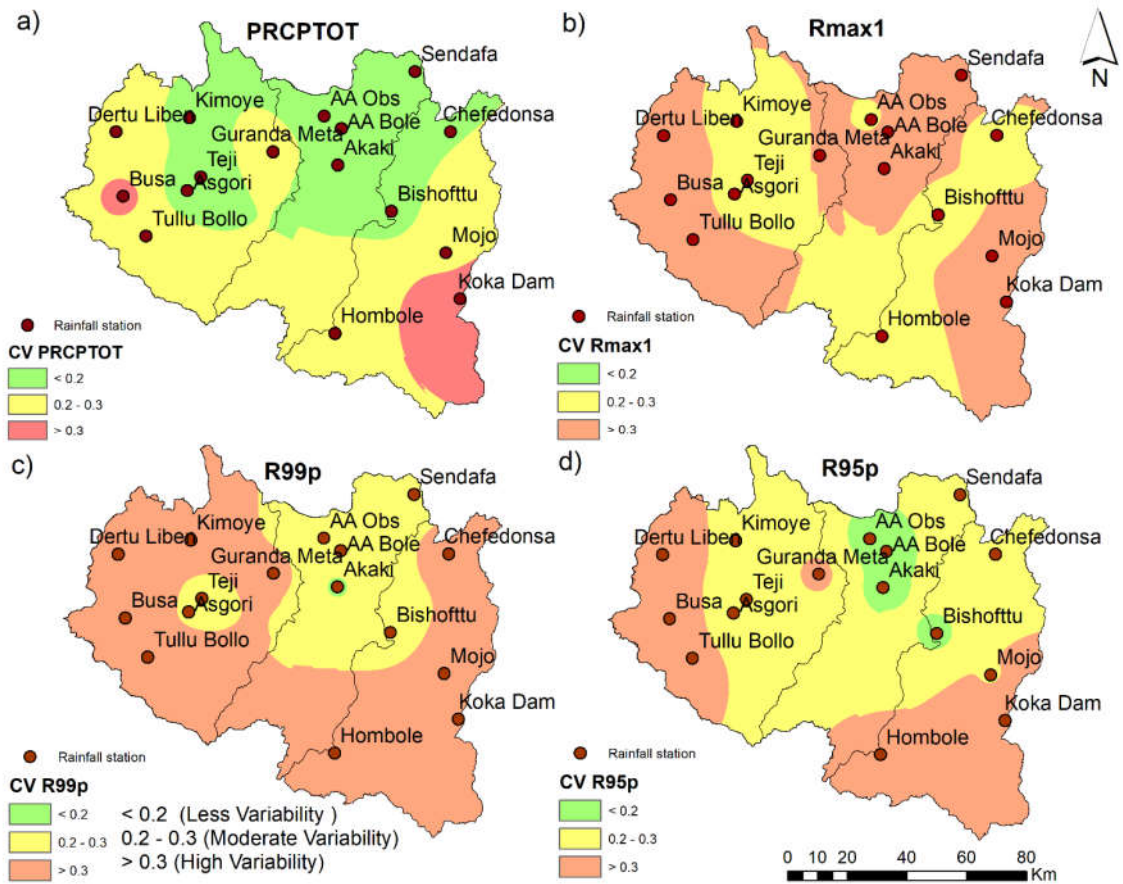 a)
PRCPTOT
Sendafa
Dertu Liben
Kimoye
AA Obs
Chefedonsa
Guranda Meta
AA Bole
Teji
Akaki
Busa
Asgori
Bishofttu
Tullu Bollo
Mojo
Koka Dam
Hombole
Rainfall station
CV PRCPTOT
< 0.2
0.2 - 0.3
> 0.3
b)
Rmax1
N
Sendafa
Dertu Liben
Kimoye
AA Obs
Chefedonsa
Guranda Meta
AA Bole
Teji
Akaki
Busa
Asgori
Bishofttu
Tullu Bollo
Mojo
Koka Dam
Hombole
Rainfall station
CV Rmax1
< 0.2
0.2 - 0.3
> 0.3
c)
R99p
Sendafa
Dertu Liben
Kimoye
AA Obs
Chefedonsa
Guranda Meta
AA Bole
Teji
Akaki
Busa
Asgori
Bishofttu
Tullu Bollo
Mojo
Koka Dam
Hombole
Rainfall station
CV R99p
< 0.2
0.2 - 0.3
> 0.3
< 0.2 (Less Variability )
0.2 - 0.3 (Moderate Variability)
> 0.3 (High Variability)
d)
R95p
Sendafa
Dertu Liben
Kimoye
AA Obs
Chefedonsa
Guranda Meta
AA Bole
Teji
Akaki
Busa
Asgori
Bishofttu
Tullu Bollo
Mojo
Koka Dam
Hombole
Rainfall station
CV R95p
< 0.2
0.2 - 0.3
> 0.3
0 10 20 40 60 80
Km